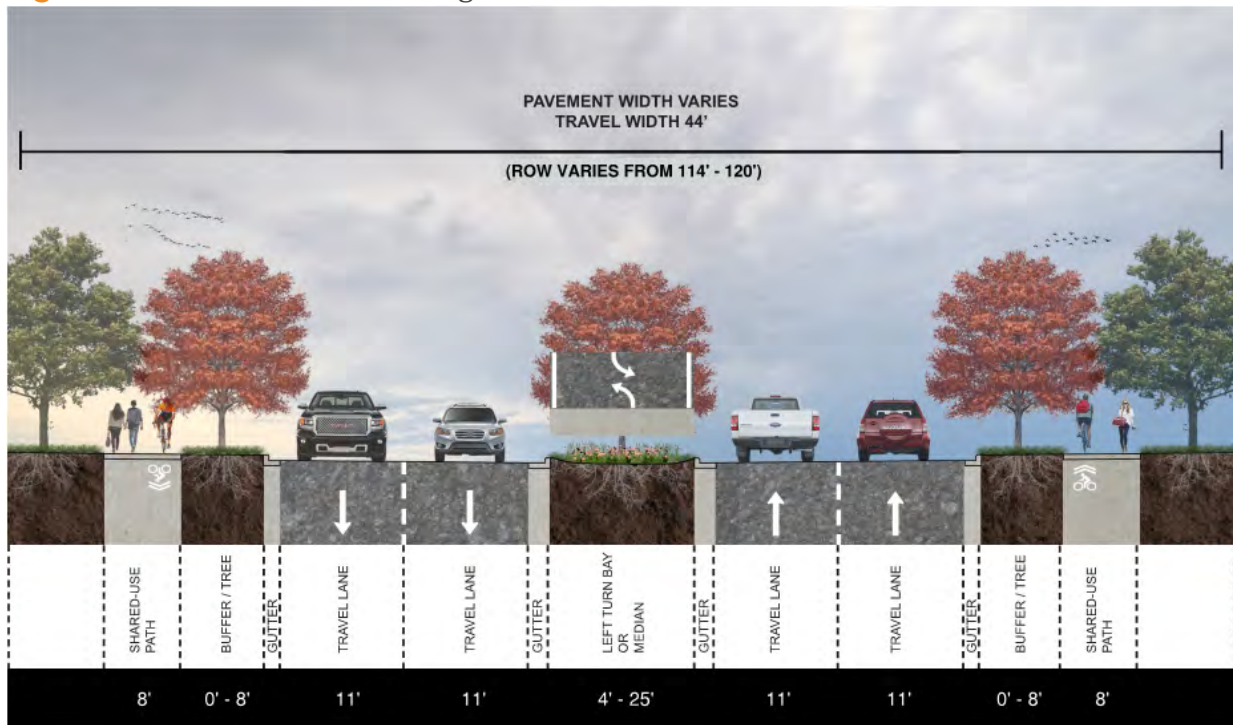 PAVEMENT WIDTH VARIES
TRAVEL WIDTH 44'
(ROW VARIES FROM 114' - 120')
SHARED-USE
PATH
BUFFER / TREE
GUTTER
TRAVEL LANE
TRAVEL LANE
GUTTER
LEFT TURN BAY
OR
MEDIAN
GUTTER
TRAVEL LANE
TRAVEL LANE
GUTTER
BUFFER / TREE
SHARED-USE
PATH
8' 0' - 8' 11' 11' 4' - 25' 11' 11' 0' - 8' 8'